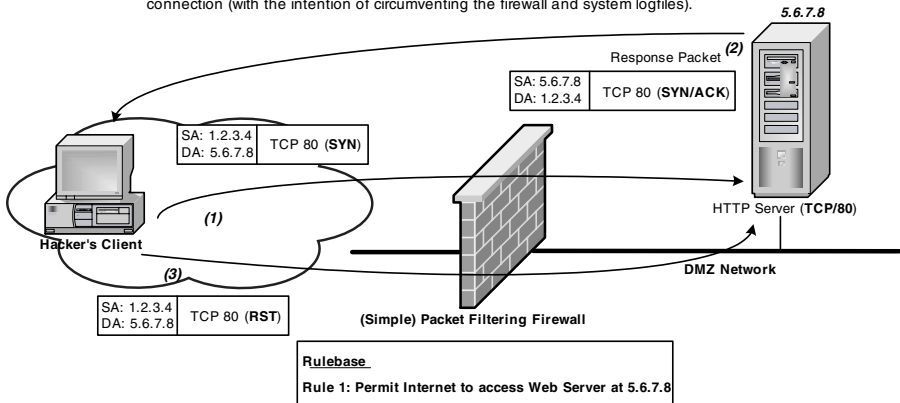 connection (with the intention of circumventing the firewall and system logfiles).
5.6.7.8
(2)
Response Packet
SA: 5.6.7.8
DA: 1.2.3.4
TCP 80 (SYN/ACK)
SA: 1.2.3.4
DA: 5.6.7.8
TCP 80 (SYN)
(1)
HTTP Server (TCP/80)
Hacker's Client
DMZ Network
(3)
SA: 1.2.3.4
DA: 5.6.7.8
TCP 80 (RST)
(Simple) Packet Filtering Firewall
Rulebase
Rule 1: Permit Internet to access Web Server at 5.6.7.8